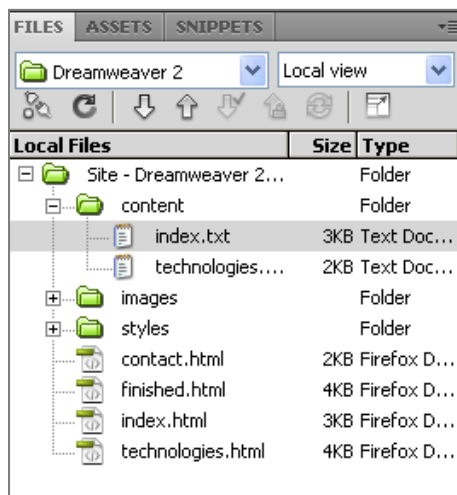 FILES ASSETS SNIPPETS
Dreamweaver 2 Local view
Local Files Size Type
Site - Dreamweaver 2... Folder
content Folder
index.txt 3KB Text Doc...
technologies.... 2KB Text Doc...
images Folder
styles Folder
contact.html 2KB Firefox D...
finished.html 4KB Firefox D...
index.html 3KB Firefox D...
technologies.html 4KB Firefox D...